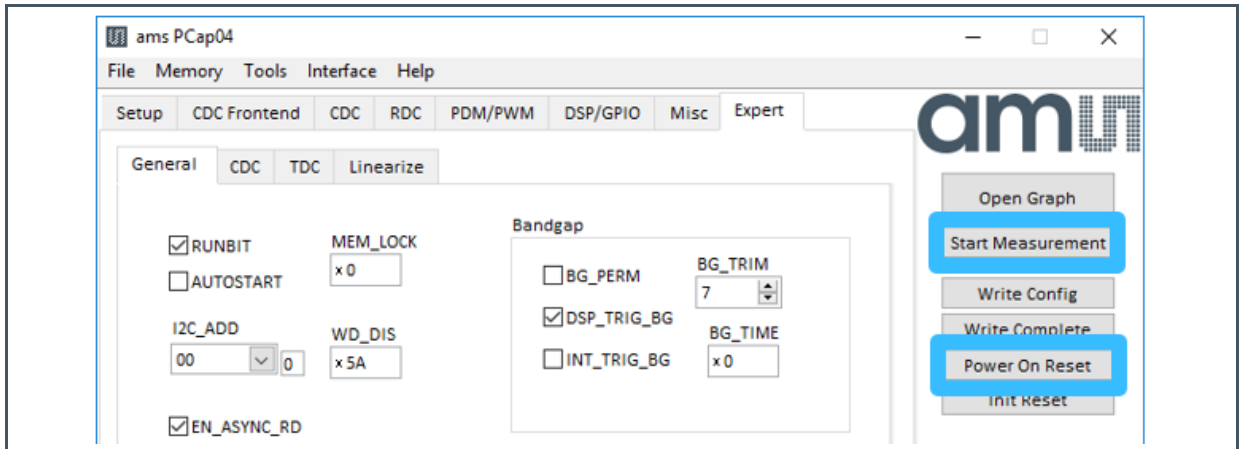 ams PCap04
File Memory Tools Interface Help
Setup CDC Frontend CDC RDC PDM/PWM DSP/GPIO Misc Expert
amu
General CDC TDC Linearize
RUNBIT
AUTOSTART
MEM_LOCK
x 0
I2C_ADD
00 0
WD_DIS
x 5A
EN_ASYNC_RD
Bandgap
BG_PERM
DSP_TRIG_BG
INT_TRIG_BG
BG_TRIM
7
BG_TIME
x 0
Open Graph
Start Measurement
Write Config
Write Complete
Power On Reset
Init Reset